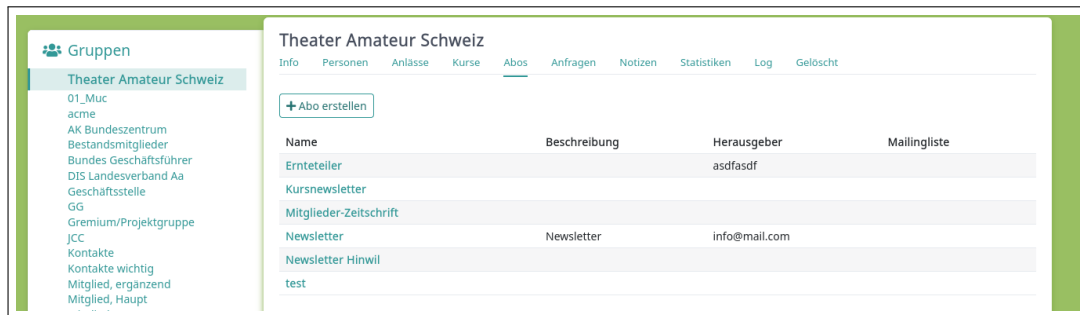 Gruppen
Theater Amateur Schweiz
01_Muc
acme
AK Bundeszentrum
Bestandsmitglieder
Bundes Geschäftsführer
DIS Landesverband Aa
Geschäftsstelle
GG
Gremium/Projektgruppe
JCC
Kontakte
Kontakte wichtig
Mitglied, ergänzend
Mitglied, Haupt
Theater Amateur Schweiz
Info Personen Anlässe Kurse Abos Anfragen Notizen Statistiken Log Gelöscht
+ Abo erstellen
Name Beschreibung Herausgeber Mailingliste
Ernteteiler asdfasdf
Kursnewsletter
Mitglieder-Zeitschrift
Newsletter Newsletter info@mail.com
Newsletter Hinwil
test